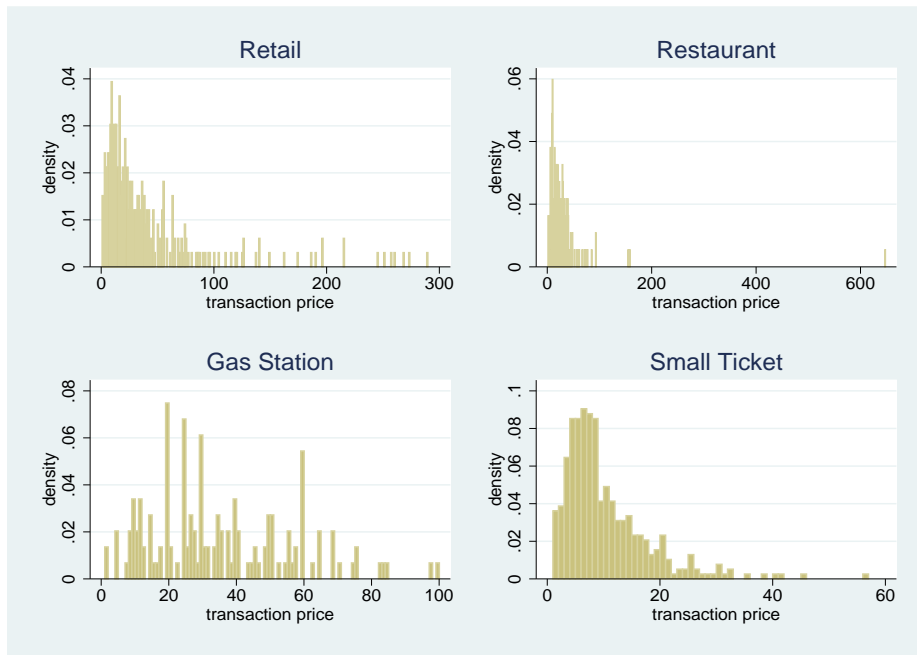 Retail
.04
.03
.02
.01
0
density
0 100 200 300
transaction price
Restaurant
.06
.04
.02
0
density
0 200 400 600
transaction price
Gas Station
.08
.06
.04
.02
0
density
0 20 40 60 80 100
transaction price
Small Ticket
.1
.08
.06
.04
.02
0
density
0 20 40 60
transaction price